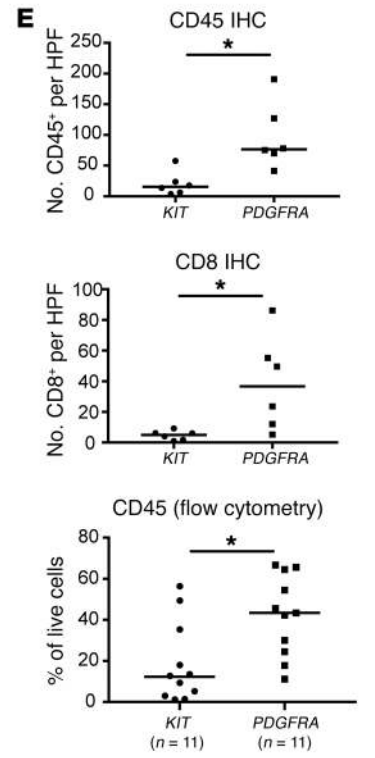 E
CD45 IHC
*
No. CD45⁺ per HPF
250
200
150
100
50
0
KIT
PDGFRA
CD8 IHC
*
No. CD8⁺ per HPF
100
80
60
40
20
0
KIT
PDGFRA
CD45 (flow cytometry)
*
% of live cells
80
60
40
20
0
KIT
PDGFRA
(n = 11)
(n = 11)